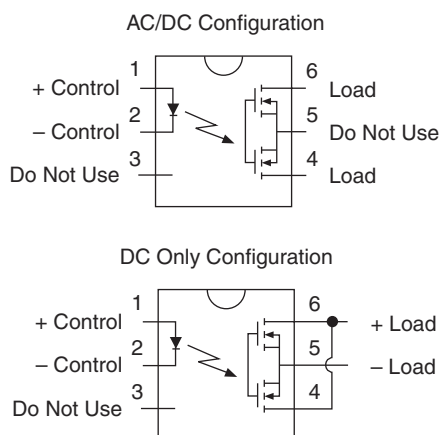 AC/DC Configuration
1 6
+ Control Load
2 5
– Control Do Not Use
3 4
Do Not Use Load
DC Only Configuration
1 6
+ Control + Load
2 5
– Control – Load
3 4
Do Not Use